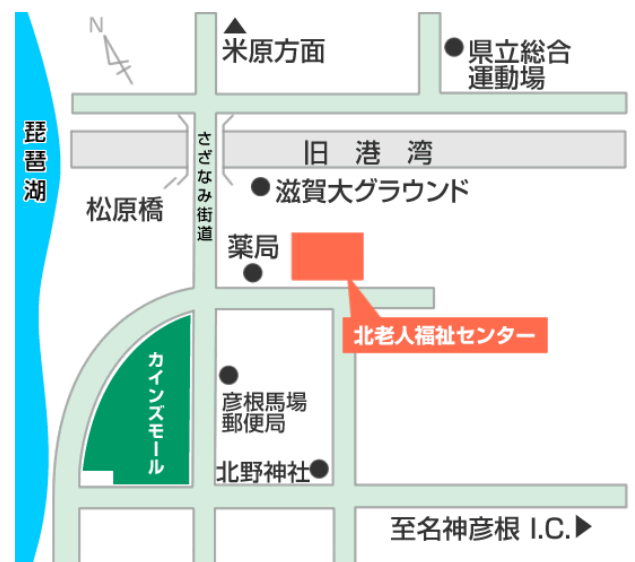 N
米原方面
県立総合
運動場
琵琶湖
さざなみ街道
旧港湾
滋賀大グラウンド
松原橋
薬局
北老人福祉センター
カインズモール
彦根馬場
郵便局
北野神社
至名神彦根 I.C.